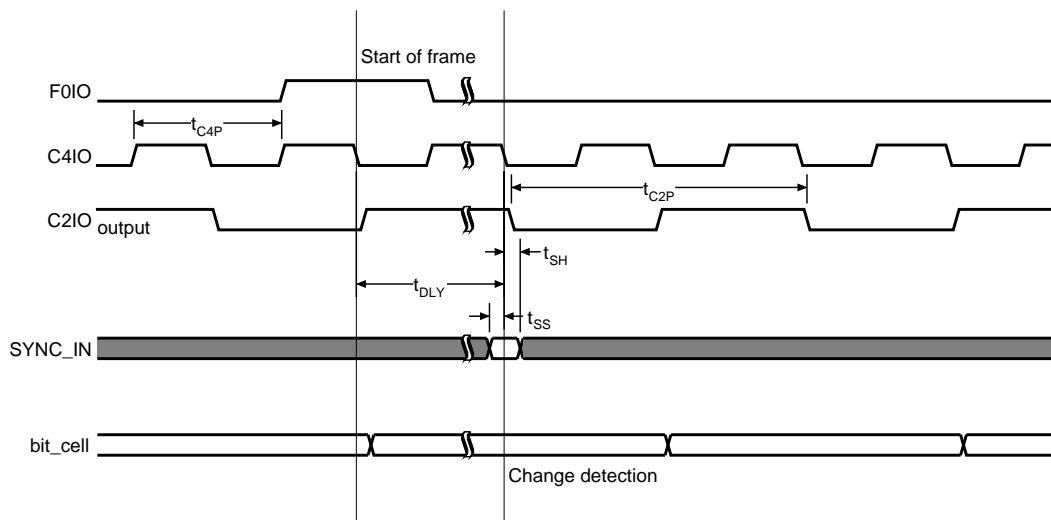 Start of frame
F0IO
tC4P
C4IO
tC2P
C2IO output
tSH
tDLY
tSS
SYNC_IN
bit_cell
Change detection